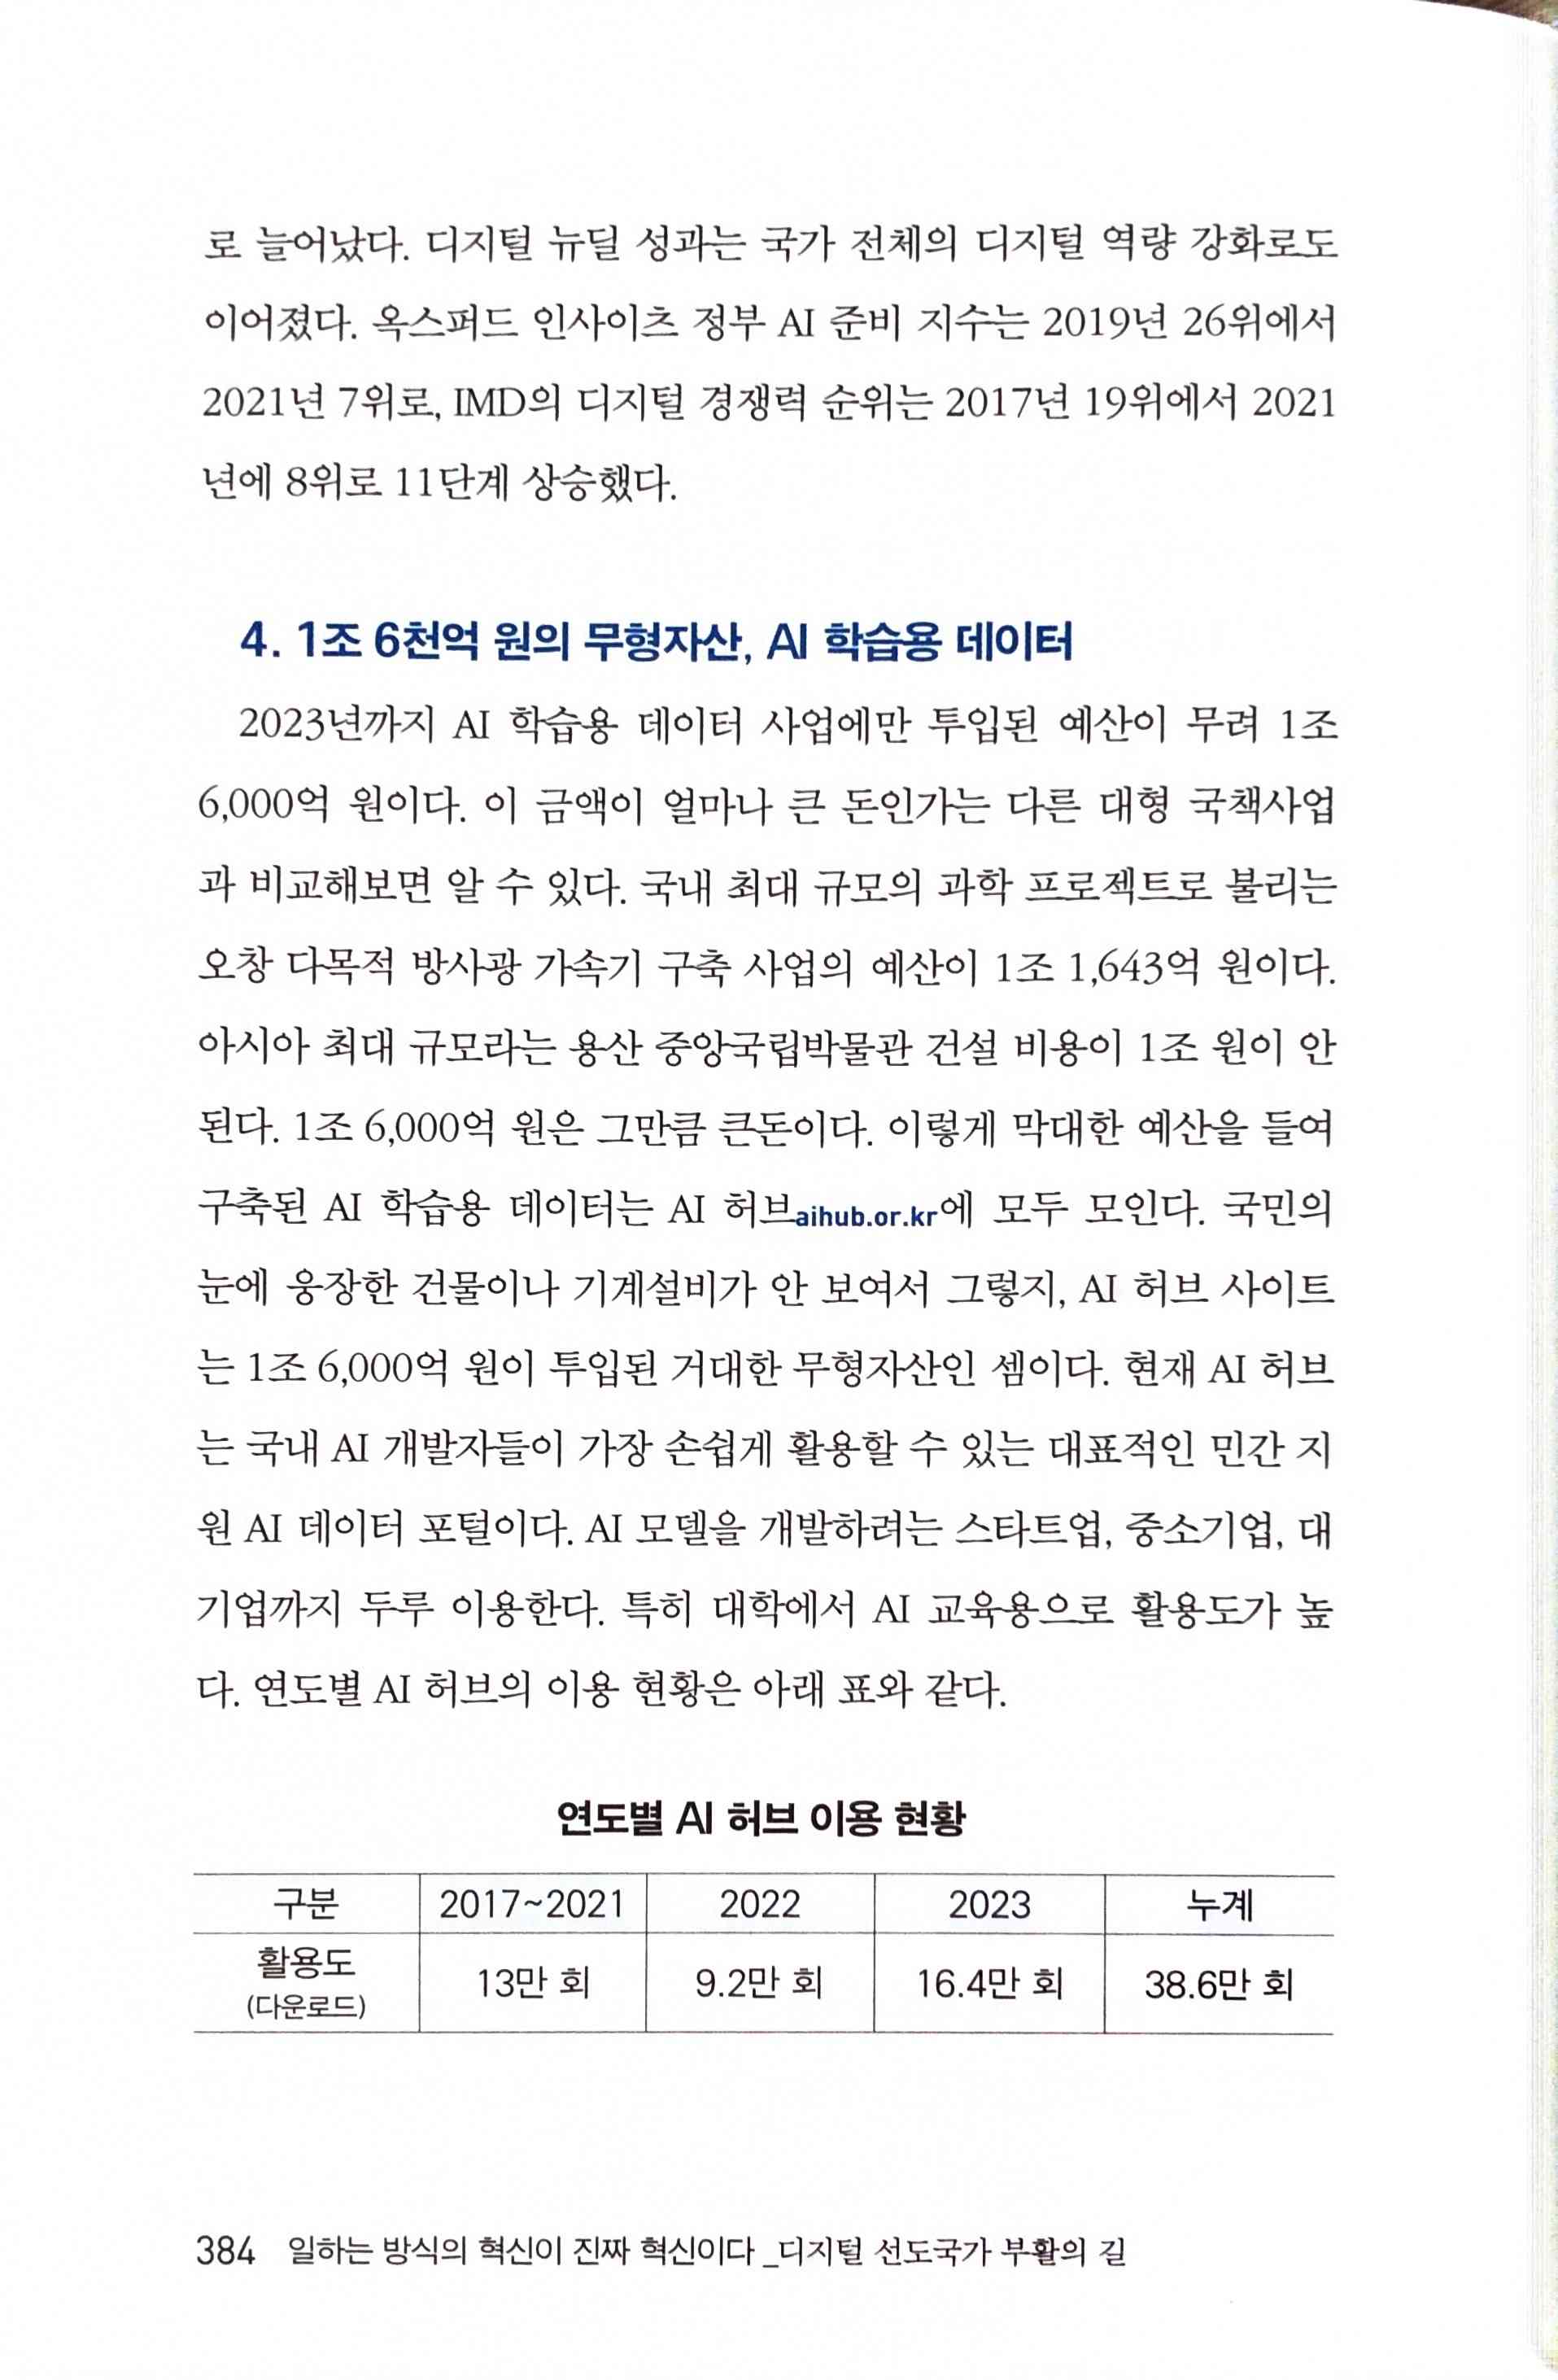 로 늘어났다. 디지털 뉴딜 성과는 국가 전체의 디지털 역량 강화로도
이어졌다. 옥스퍼드 인사이츠 정부 AI 준비 지수는 2019년 26위에서
2021년 7위로, IMD의 디지털 경쟁력 순위는 2017년 19위에서 2021
년에 8위로 11단계 상승했다.
4. 1조 6천억 원의 무형자산, AI 학습용 데이터
2023년까지 AI 학습용 데이터 사업에만 투입된 예산이 무려 1조
6,000억 원이다. 이 금액이 얼마나 큰 돈인가는 다른 대형 국책사업
과 비교해보면 알 수 있다. 국내 최대 규모의 과학 프로젝트로 불리는
오창 다목적 방사광 가속기 구축 사업의 예산이 1조 1,643억 원이다.
아시아 최대 규모라는 용산 중앙국립박물관 건설 비용이 1조 원이 안
된다. 1조 6,000억 원은 그만큼 큰돈이다. 이렇게 막대한 예산을 들여
구축된 AI 학습용 데이터는 AI 허브aihub.or.kr에 모두 모인다. 국민의
눈에 웅장한 건물이나 기계설비가 안 보여서 그렇지, AI 허브 사이트
는 1조 6,000억 원이 투입된 거대한 무형자산인 셈이다. 현재 AI 허브
는 국내 AI 개발자들이 가장 손쉽게 활용할 수 있는 대표적인 민간 지
원 AI 데이터 포털이다. AI 모델을 개발하려는 스타트업, 중소기업, 대
기업까지 두루 이용한다. 특히 대학에서 AI 교육용으로 활용도가 높
다. 연도별 AI 허브의 이용 현황은 아래 표와 같다.
연도별 AI 허브 이용 현황
구분 2017~2021 2022 2023 누계
활용도
(다운로드) 13만 회 9.2만 회 16.4만 회 38.6만 회
384 일하는 방식의 혁신이 진짜 혁신이다_디지털 선도국가 부활의 길